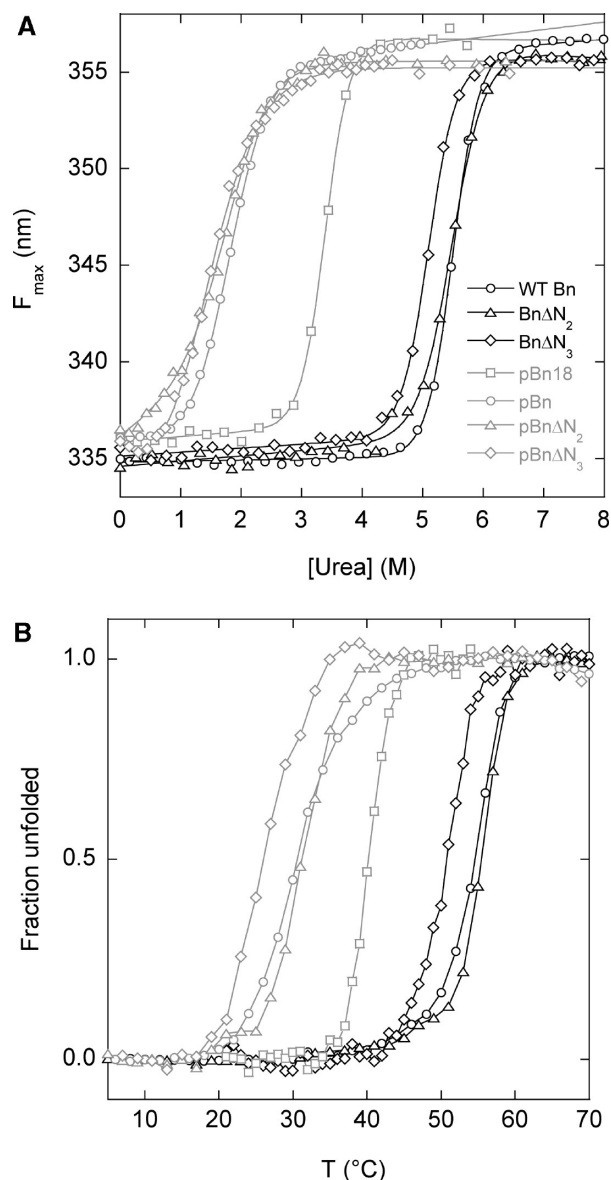 A
355
350
345
340
335
F max (nm)
WT Bn
BnΔN2
BnΔN3
pBn18
pBn
pBnΔN2
pBnΔN3
0 1 2 3 4 5 6 7 8
[Urea] (M)
B
1.0
0.5
0.0
Fraction unfolded
10 20 30 40 50 60 70
T (°C)